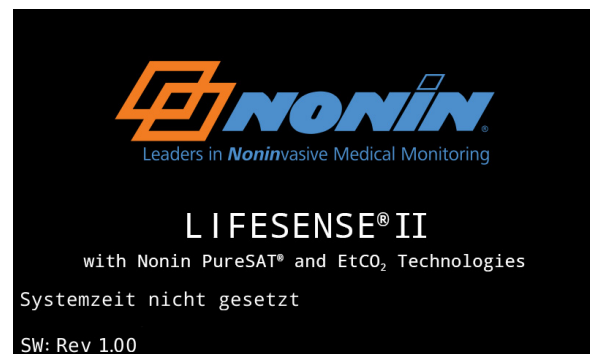 NONIN®
Leaders in Noninvasive Medical Monitoring
LIFESENSE® II
with Nonin PureSAT® and EtCO₂ Technologies
Systemzeit nicht gesetzt
SW: Rev 1.00